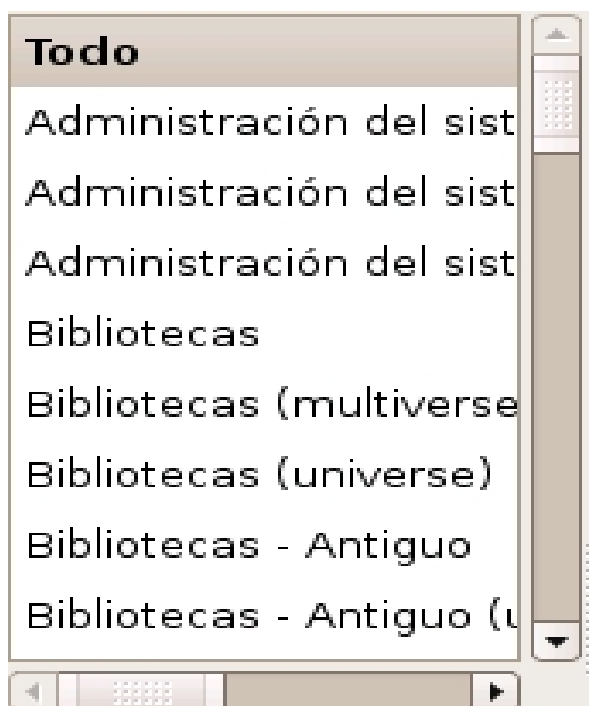 Todo
Administración del sist
Administración del sist
Administración del sist
Bibliotecas
Bibliotecas (multiverse
Bibliotecas (universe)
Bibliotecas - Antiguo
Bibliotecas - Antiguo (u